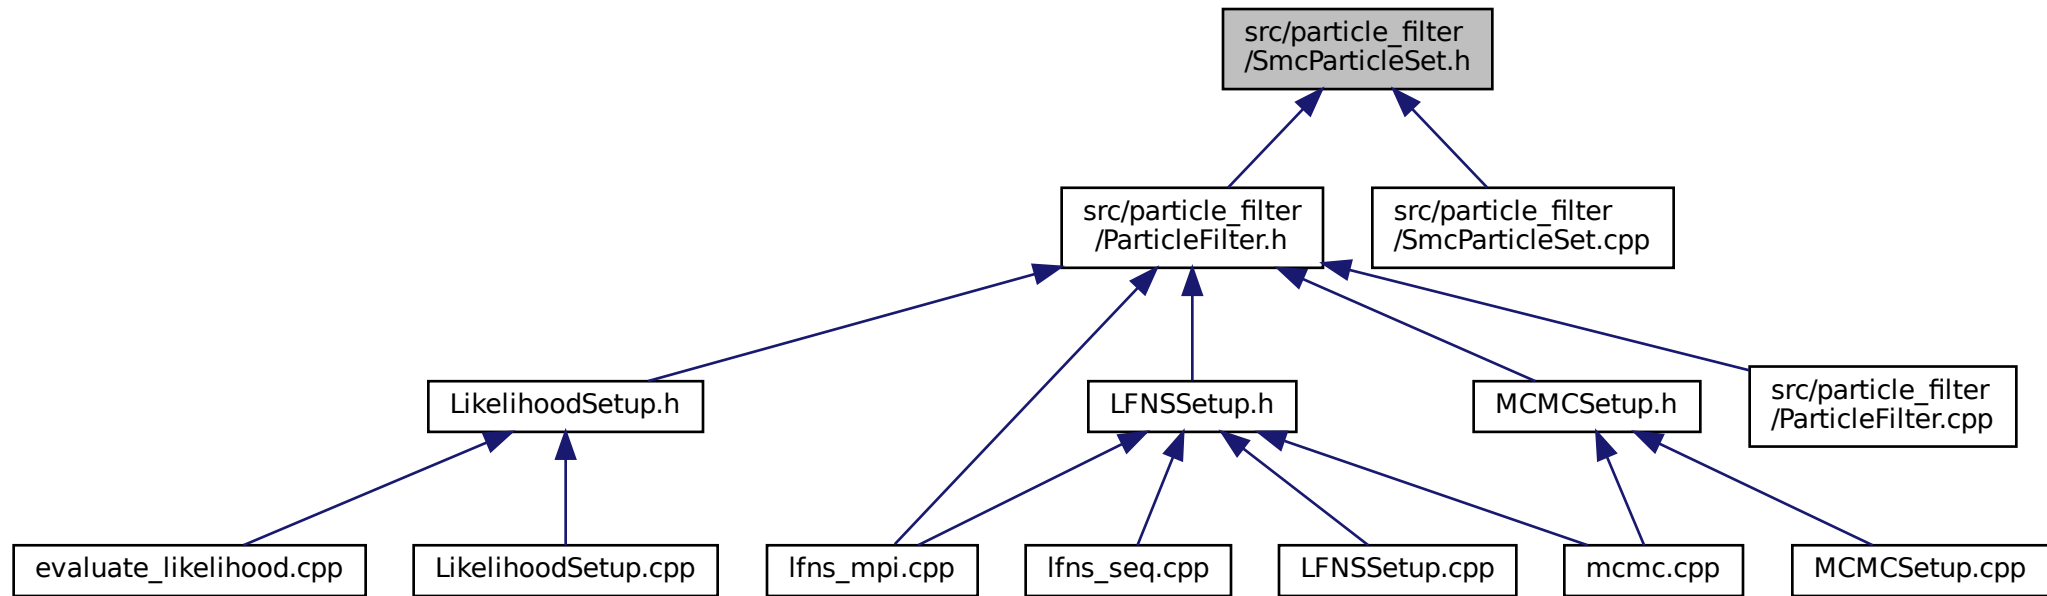 src/particle_filter
/SmcParticleSet.h
src/particle_filter
/ParticleFilter.h
src/particle_filter
/SmcParticleSet.cpp
LikelihoodSetup.h
LFNSSetup.h
MCMCSetup.h
src/particle_filter
/ParticleFilter.cpp
evaluate_likelihood.cpp
LikelihoodSetup.cpp
lfns_mpi.cpp
lfns_seq.cpp
LFNSSetup.cpp
mcmc.cpp
MCMCSetup.cpp